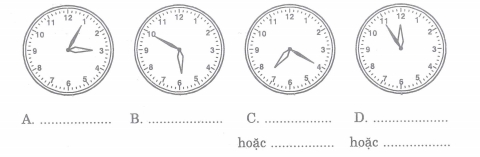 12 1 2 3 4 5 6 7 8 9 10 11
12 1 2 3 4 5 6 7 8 9 10 11
12 1 2 3 4 5 6 7 8 9 10 11
12 1 2 3 4 5 6 7 8 9 10 11
A. .................... B. .................... C. ................... D. .....................
hoặc ................. hoặc ...................